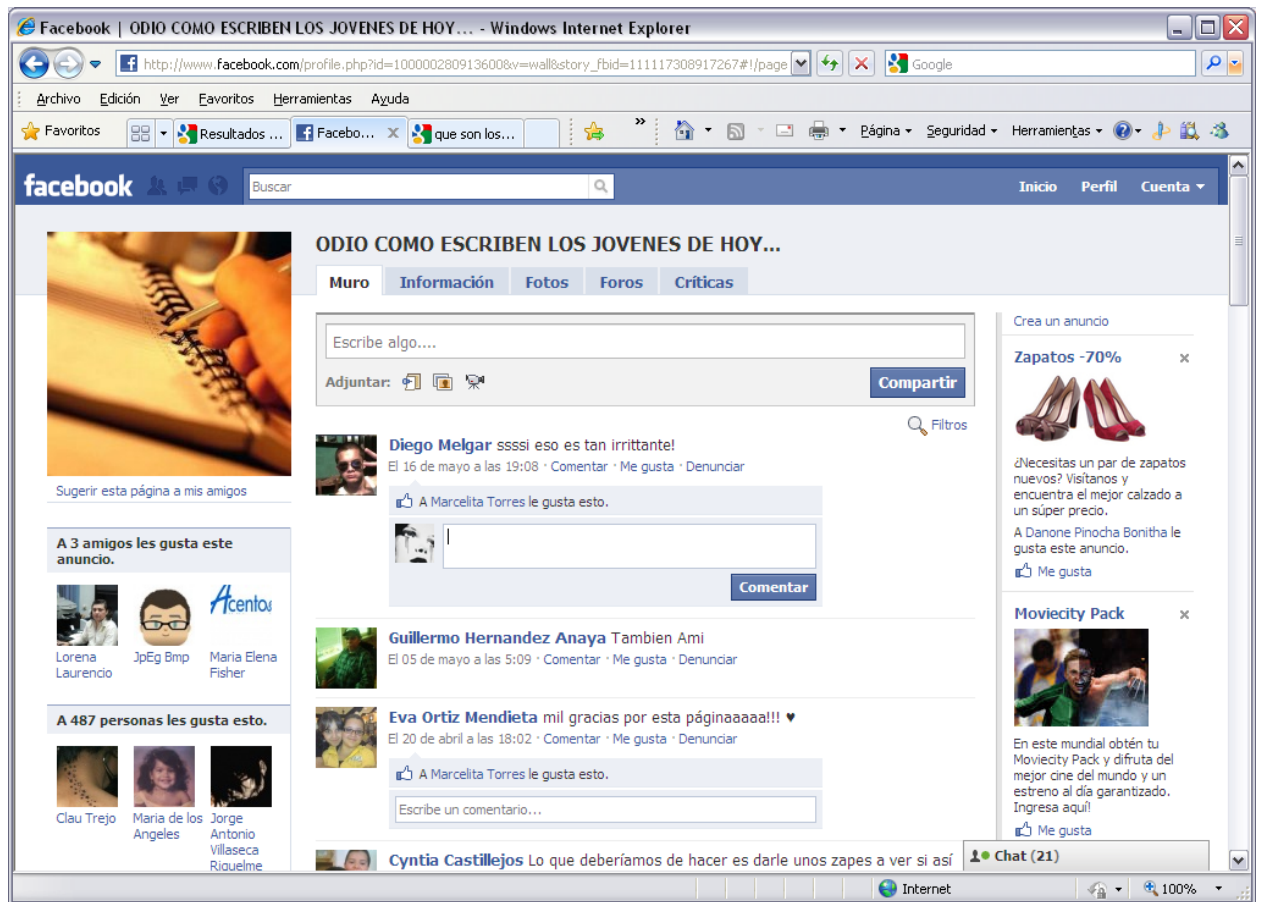 Facebook | ODIO COMO ESCRIBEN LOS JOVENES DE HOY... - Windows Internet Explorer
http://www.facebook.com/profile.php?id=100000280913600&v=wall&story_fbid=111117308917267#!/page
Google
Archivo Edición Ver Favoritos Herramientas Ayuda
Favoritos
Resultados ...
Facebo...
que son los...
»
Página
Seguridad
Herramientas
facebook
Buscar
Inicio Perfil Cuenta
ODIO COMO ESCRIBEN LOS JOVENES DE HOY...
Muro Información Fotos Foros Críticas
Escribe algo....
Adjuntar:
Compartir
Filtros
Diego Melgar ssssi eso es tan irrittante!
El 16 de mayo a las 19:08 · Comentar · Me gusta · Denunciar
A Marcelita Torres le gusta esto.
Comentar
Guillermo Hernandez Anaya Tambien Ami
El 05 de mayo a las 5:09 · Comentar · Me gusta · Denunciar
Eva Ortiz Mendieta mil gracias por esta páginaaaaa!!! ♥
El 20 de abril a las 18:02 · Comentar · Me gusta · Denunciar
A Marcelita Torres le gusta esto.
Escribe un comentario...
Cyntia Castillejos Lo que deberíamos de hacer es darle unos zapes a ver si así
Sugerir esta página a mis amigos
A 3 amigos les gusta este
anuncio.
Acentos
Lorena
Laurencio
JpEg Bmp
Maria Elena
Fisher
A 487 personas les gusta esto.
Clau Trejo
Maria de los
Angeles
Jorge
Antonio
Villaseca
Riquelme
Crea un anuncio
Zapatos -70%
¿Necesitas un par de zapatos
nuevos? Visítanos y
encuentra el mejor calzado a
un súper precio.
A Danone Pinocha Bonitha le
gusta este anuncio.
Me gusta
Moviecity Pack
En este mundial obtén tu
Moviecity Pack y difruta del
mejor cine del mundo y un
estreno al día garantizado.
Ingresa aquí!
Me gusta
Chat (21)
Internet
100%